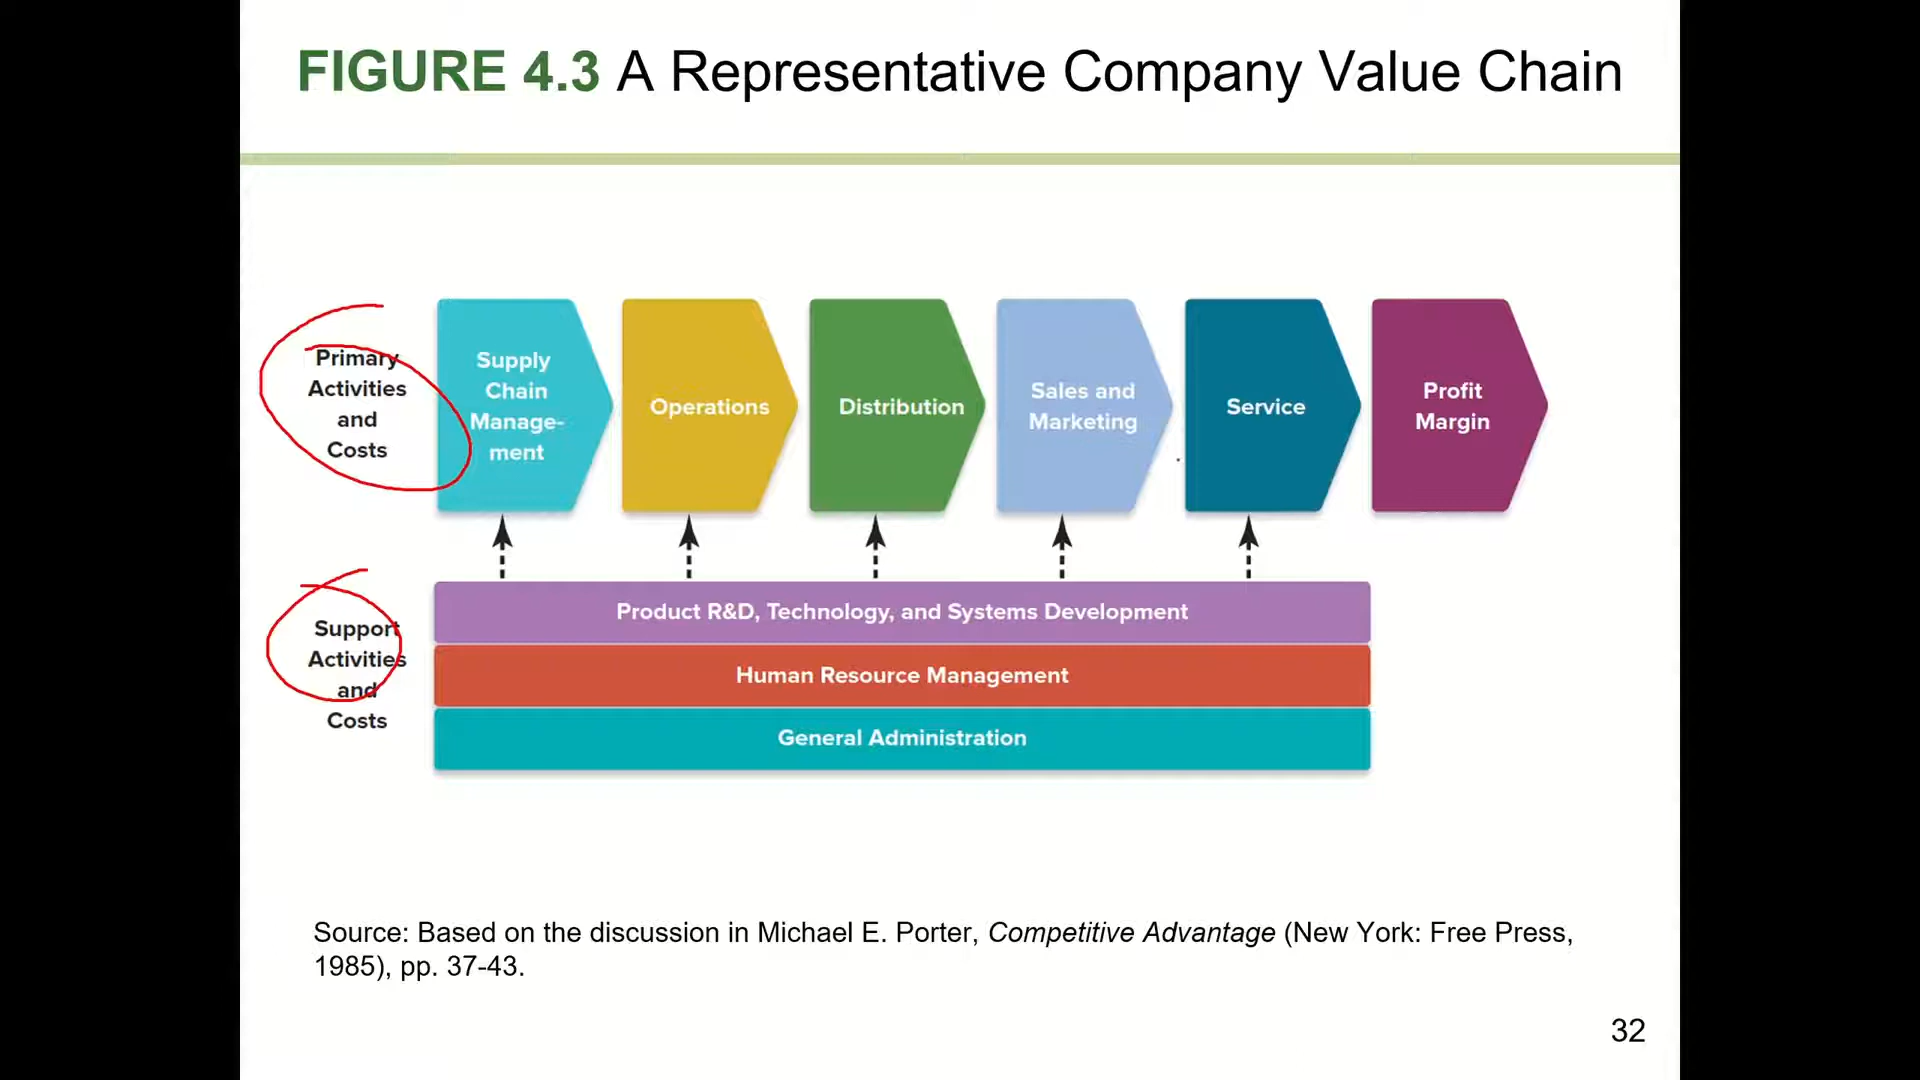 FIGURE 4.3 A Representative Company Value Chain
Primary
Activities
and
Costs
Supply
Chain
Manage-
ment
Operations
Distribution
Sales and
Marketing
Service
Profit
Margin
Support
Activities
and
Costs
Product R&D, Technology, and Systems Development
Human Resource Management
General Administration
Source: Based on the discussion in Michael E. Porter, Competitive Advantage (New York: Free Press,
1985), pp. 37-43.
32